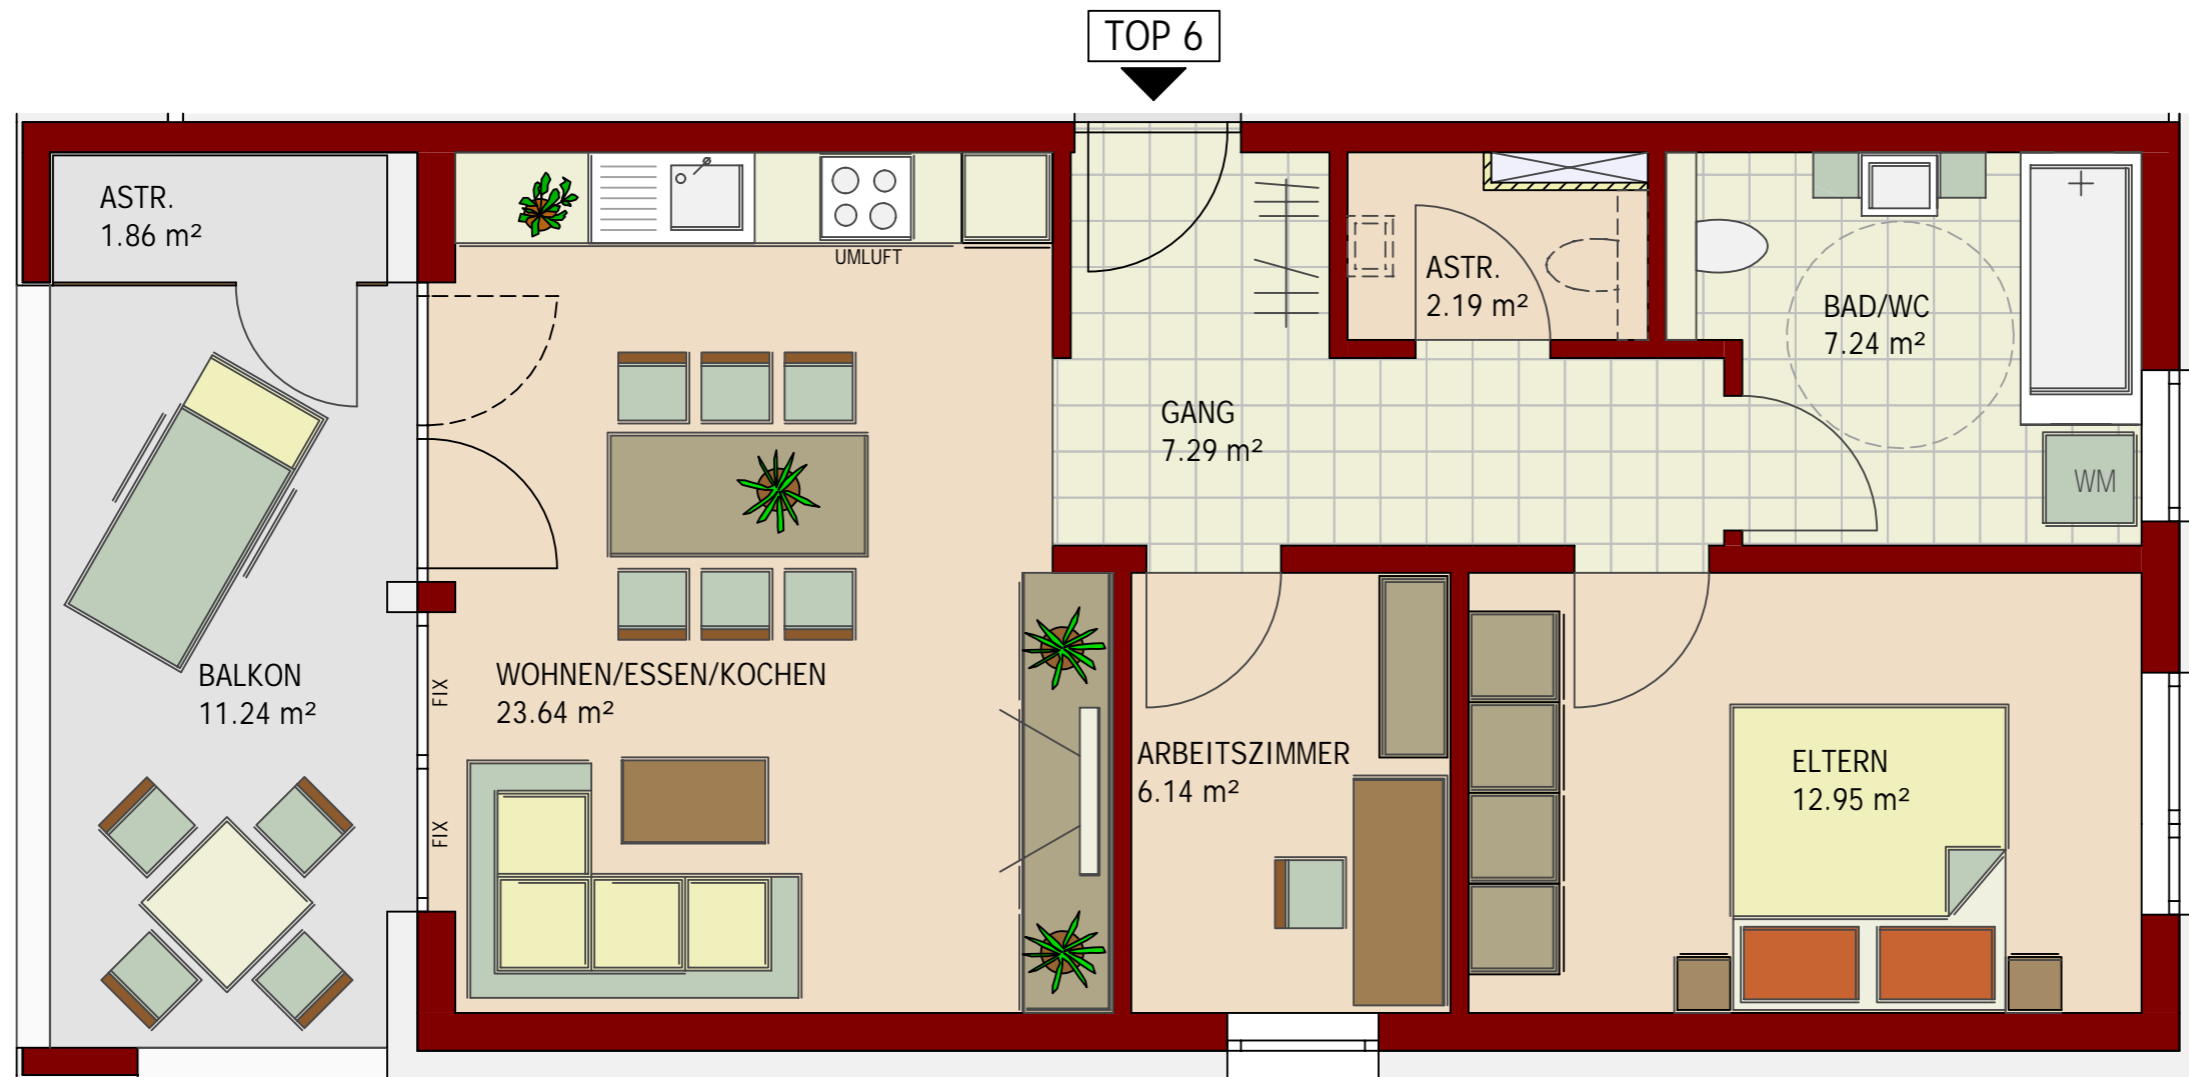 TOP 6
ASTR.
1.86 m²
UMLUFT
ASTR.
2.19 m²
BAD/WC
7.24 m²
GANG
7.29 m²
WM
BALKON
11.24 m²
FIX
WOHNEN/ESSEN/KOCHEN
23.64 m²
ARBEITSZIMMER
6.14 m²
ELTERN
12.95 m²
FIX